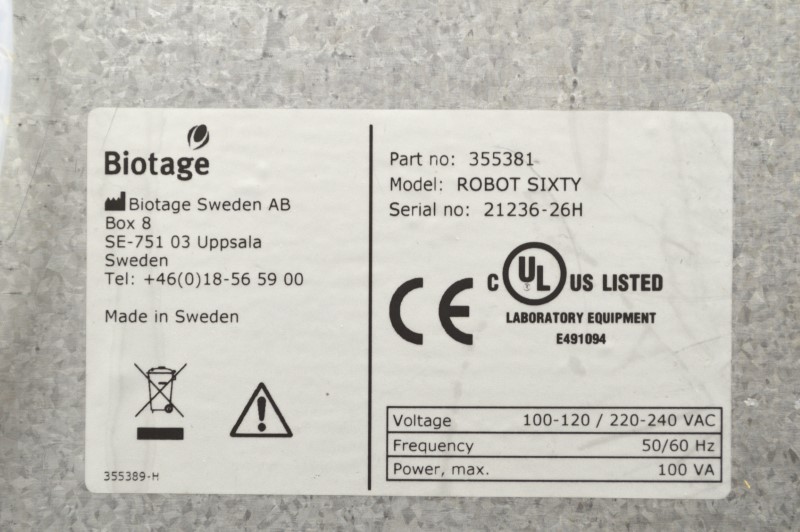 Biotage
Biotage Sweden AB
Box 8
SE-751 03 Uppsala
Sweden
Tel: +46(0)18-56 59 00
Made in Sweden
355389-H
Part no: 355381
Model: ROBOT SIXTY
Serial no: 21236-26H
CE
C UL US LISTED
LABORATORY EQUIPMENT
E491094
Voltage 100-120 / 220-240 VAC
Frequency 50/60 Hz
Power, max. 100 VA